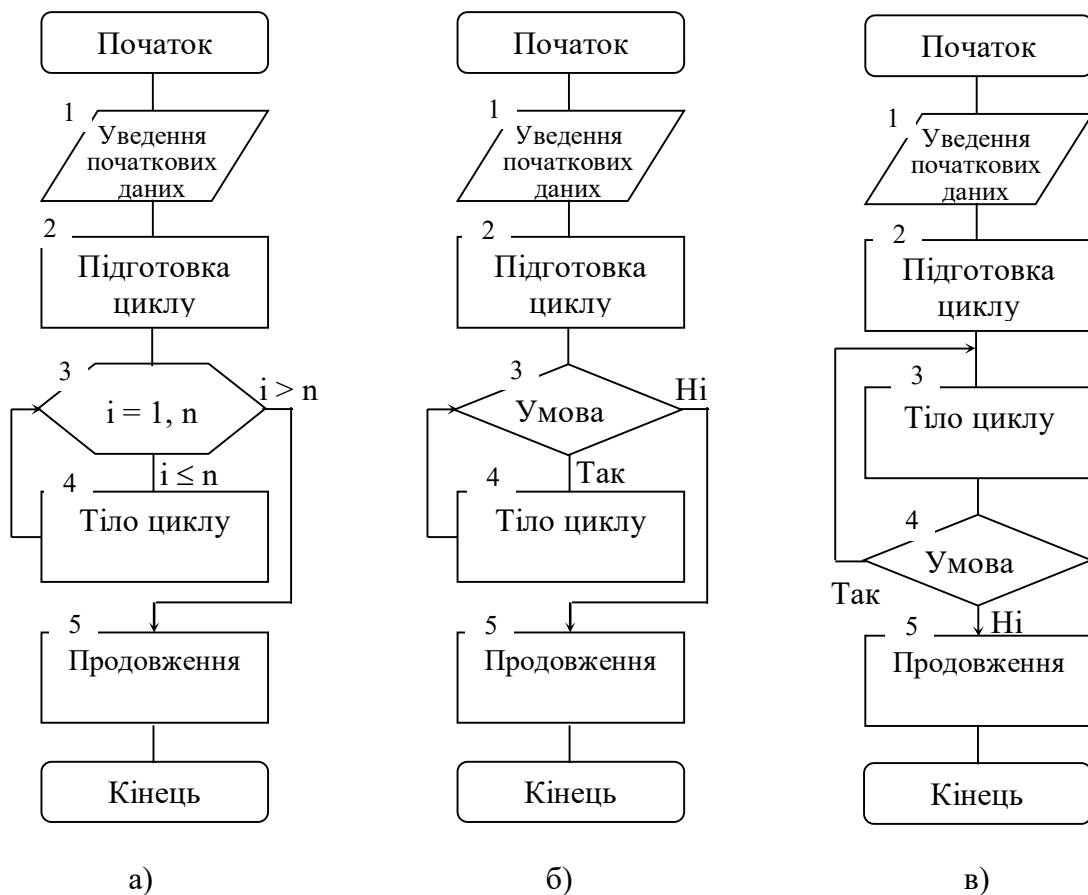 Початок
1
Уведення
початкових
даних
2
Підготовка
циклу
3
i = 1, n
i > n
i ≤ n
4
Тіло циклу
5
Продовження
Кінець
а)
Початок
1
Уведення
початкових
даних
2
Підготовка
циклу
3
Умова
Ні
Так
4
Тіло циклу
5
Продовження
Кінець
б)
Початок
1
Уведення
початкових
даних
2
Підготовка
циклу
3
Тіло циклу
4
Умова
Так
Ні
5
Продовження
Кінець
в)